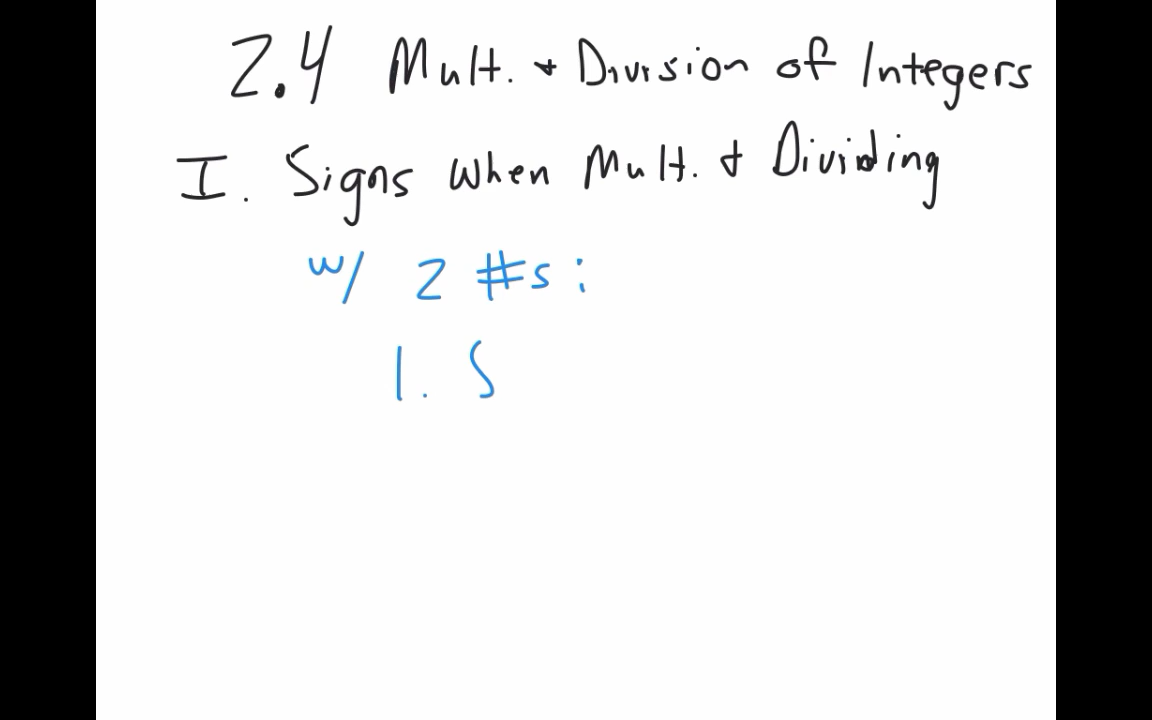 2.4 Mult. + Division of Integers
I. Signs when Mult. + Dividing
w/ 2 #s :
1. S